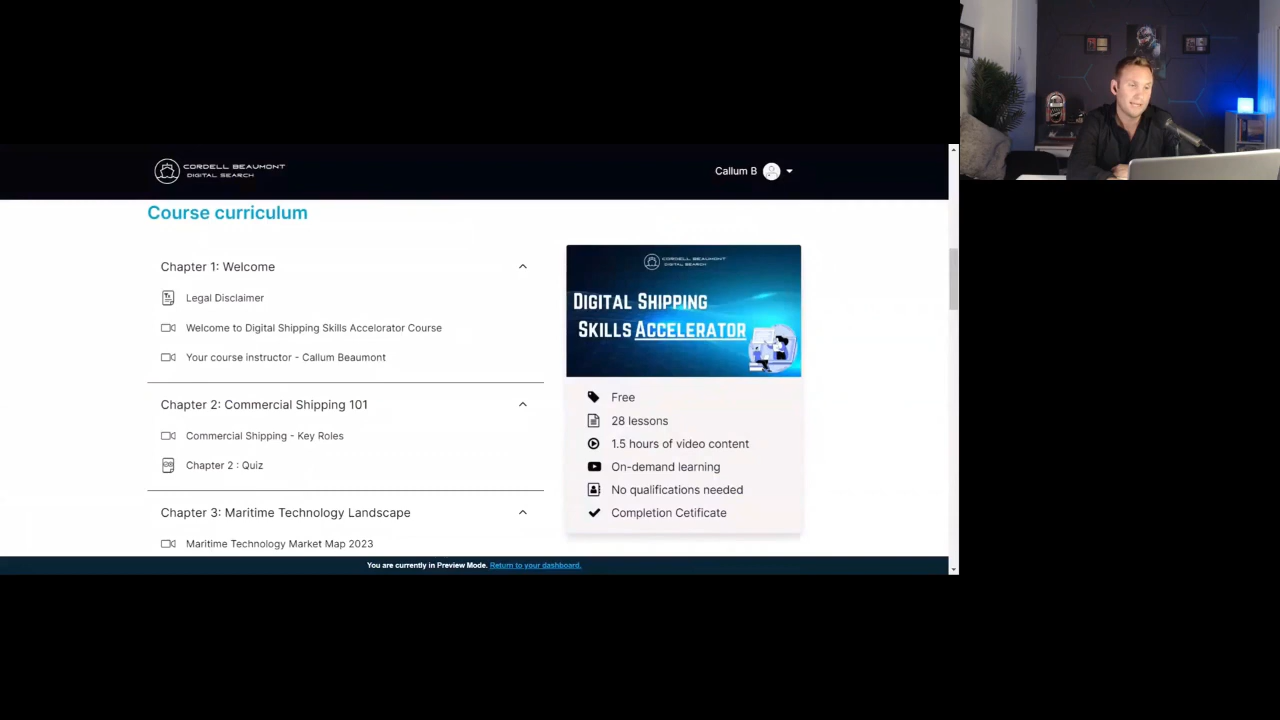 CORDELL BEAUMONT
DIGITAL SEARCH
Callum B
Course curriculum
Chapter 1: Welcome
Legal Disclaimer
Welcome to Digital Shipping Skills Accelerator Course
Your course instructor - Callum Beaumont
Chapter 2: Commercial Shipping 101
Commercial Shipping - Key Roles
Chapter 2 : Quiz
Chapter 3: Maritime Technology Landscape
Maritime Technology Market Map 2023
CORDELL BEAUMONT
DIGITAL SEARCH
DIGITAL SHIPPING
SKILLS ACCELERATOR
Free
28 lessons
1.5 hours of video content
On-demand learning
No qualifications needed
Completion Cetificate
You are currently in Preview Mode. Return to your dashboard.